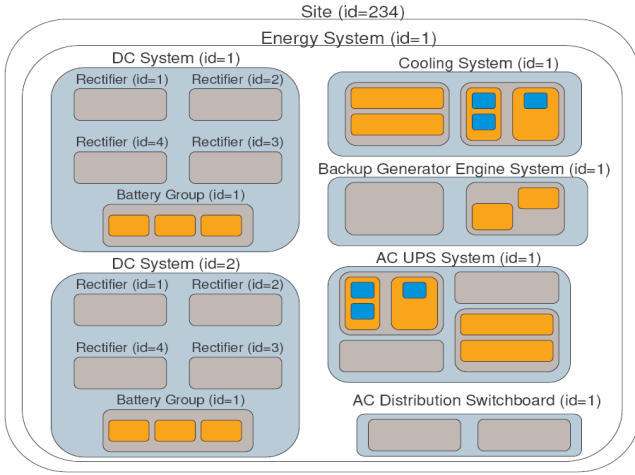 Site (id=234)
Energy System (id=1)
DC System (id=1)
Rectifier (id=1)
Rectifier (id=2)
Rectifier (id=4)
Rectifier (id=3)
Battery Group (id=1)
DC System (id=2)
Rectifier (id=1)
Rectifier (id=2)
Rectifier (id=4)
Rectifier (id=3)
Battery Group (id=1)
Cooling System (id=1)
Backup Generator Engine System (id=1)
AC UPS System (id=1)
AC Distribution Switchboard (id=1)